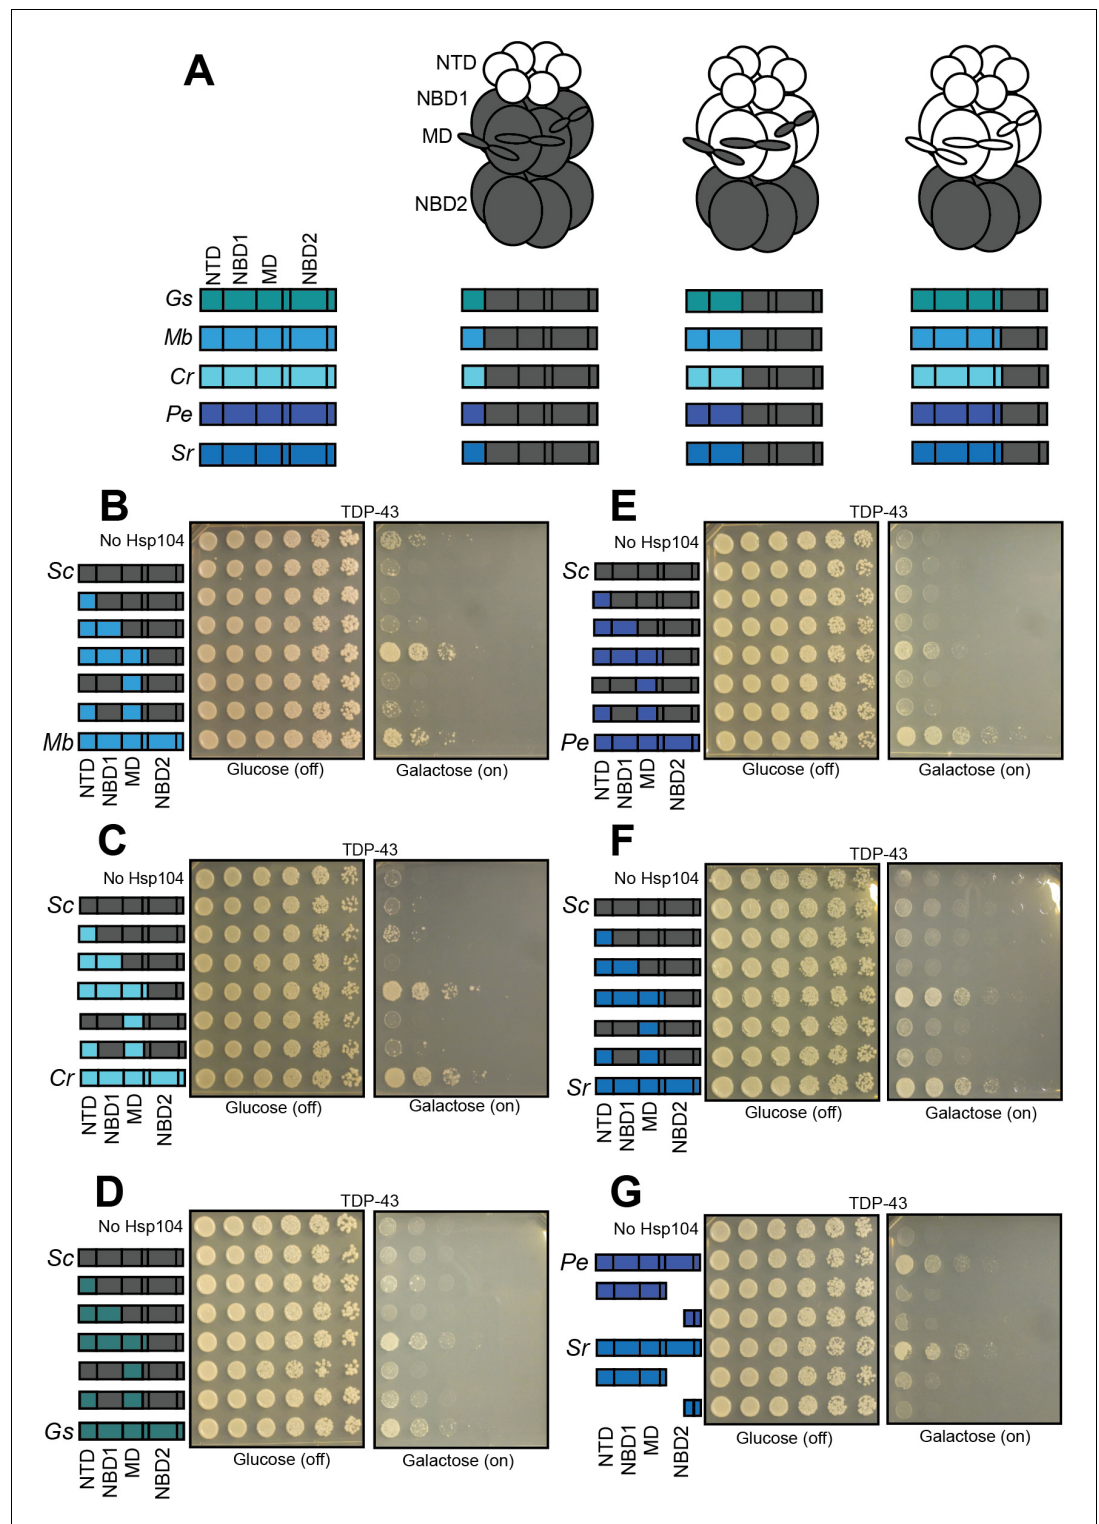 A
NTD
NBD1
MD
NBD2
NTD
NBD1
MD
NBD2
Gs
Mb
Cr
Pe
Sr
B
TDP-43
No Hsp104
Sc
Mb
NTD
NBD1
MD
NBD2
Glucose (off)
Galactose (on)
E
TDP-43
No Hsp104
Sc
Pe
NTD
NBD1
MD
NBD2
Glucose (off)
Galactose (on)
C
TDP-43
No Hsp104
Sc
Cr
NTD
NBD1
MD
NBD2
Glucose (off)
Galactose (on)
F
TDP-43
No Hsp104
Sc
Sr
NTD
NBD1
MD
NBD2
Glucose (off)
Galactose (on)
D
TDP-43
No Hsp104
Sc
Gs
NTD
NBD1
MD
NBD2
Glucose (off)
Galactose (on)
G
TDP-43
No Hsp104
Pe
Sr
NTD
NBD1
MD
NBD2
Glucose (off)
Galactose (on)